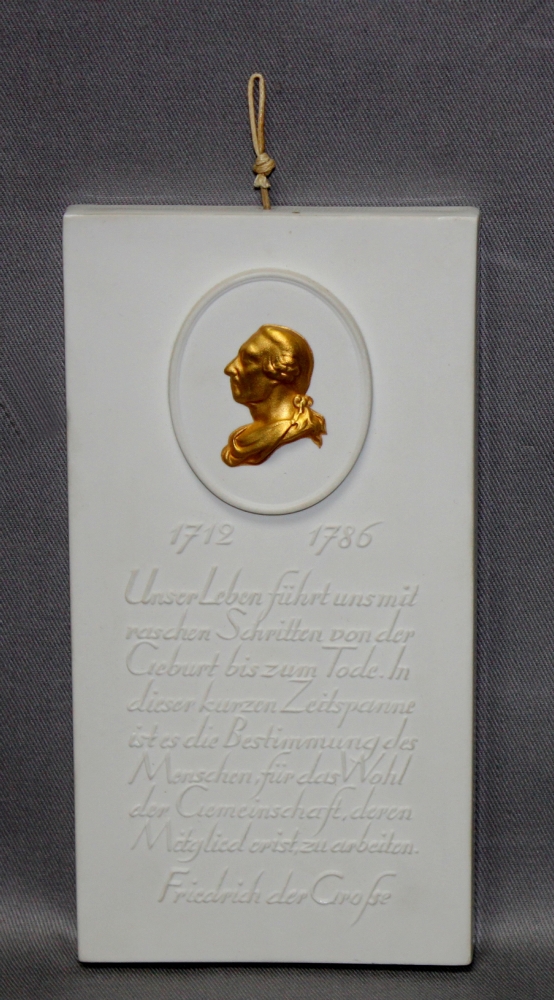 1712 1786
Unser Leben führt uns mit
raschen Schritten von der
Geburt bis zum Tode. In
dieser kurzen Zeitspanne
ist es die Bestimmung des
Menschen, für das Wohl
der Gemeinschaft, deren
Mitglied er ist, zu arbeiten.
Friedrich der Große